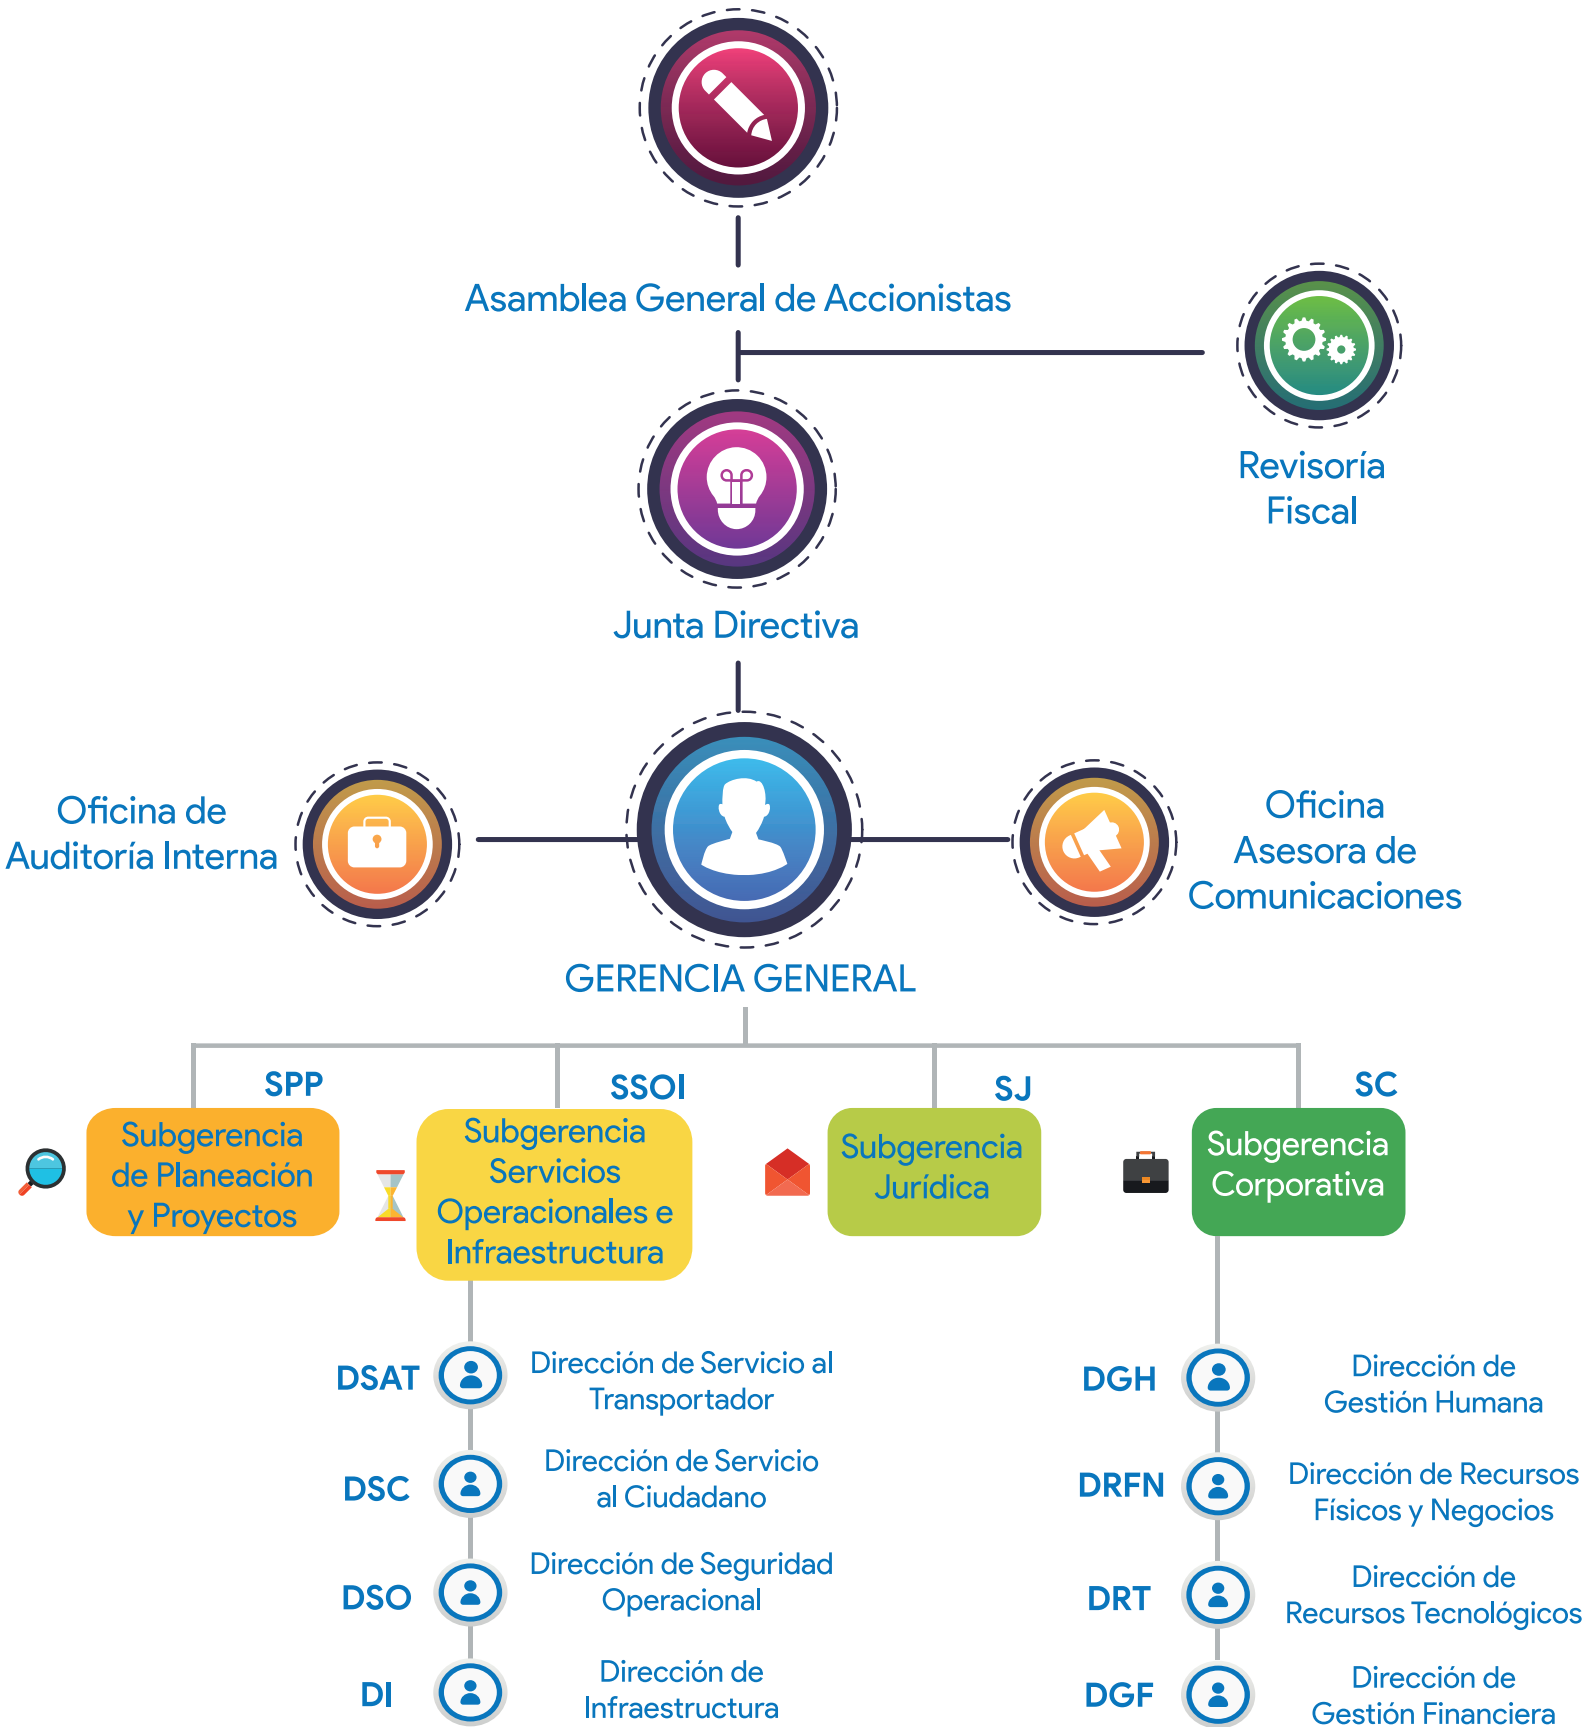 Asamblea General de Accionistas
Revisoría
Fiscal
Junta Directiva
Oficina de
Auditoría Interna
Oficina
Asesora de
Comunicaciones
GERENCIA GENERAL
SPP
Subgerencia
de Planeación
y Proyectos
SSOI
Subgerencia
Servicios
Operacionales e
Infraestructura
SJ
Subgerencia
Jurídica
SC
Subgerencia
Corporativa
DSAT
Dirección de Servicio al
Transportador
DSC
Dirección de Servicio
al Ciudadano
DSO
Dirección de Seguridad
Operacional
DI
Dirección de
Infraestructura
DGH
Dirección de
Gestión Humana
DRFN
Dirección de Recursos
Físicos y Negocios
DRT
Dirección de
Recursos Tecnológicos
DGF
Dirección de
Gestión Financiera